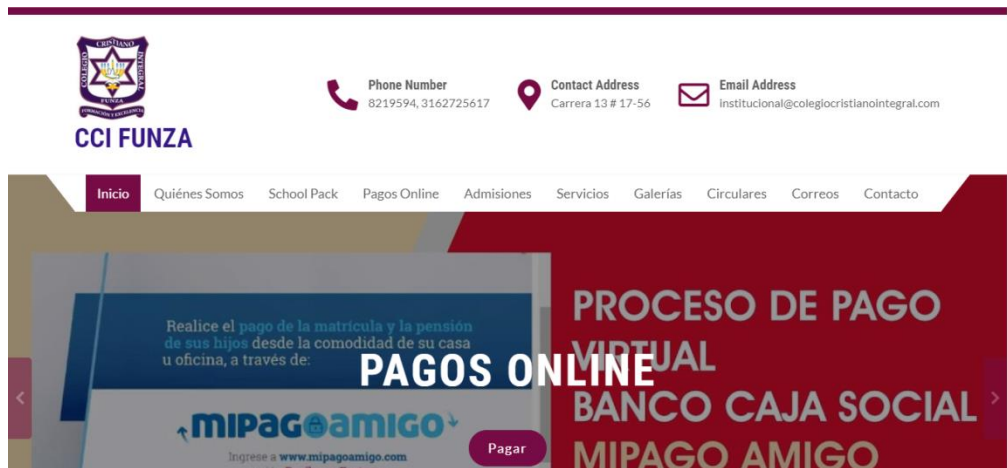 COLEGIO CRISTIANO INTEGRAL
FUNZA
FORMACIÓN Y EXCELENCIA
CCI FUNZA
Phone Number
8219594, 3162725617
Contact Address
Carrera 13 # 17-56
Email Address
institucional@colegiocristianointegral.com
Inicio Quiénes Somos School Pack Pagos Online Admisiones Servicios Galerías Circulares Correos Contacto
Realice el pago de la matrícula y la pensión
de sus hijos desde la comodidad de su casa
u oficina, a través de:
mipagoamigo
Ingrese a www.mipagoamigo.com
PAGOS ONLINE
Pagar
PROCESO DE PAGO
VIRTUAL
BANCO CAJA SOCIAL
MIPAGO AMIGO